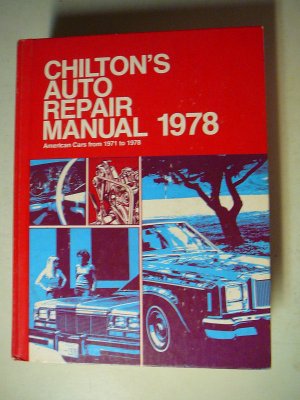 CHILTON'S
AUTO
REPAIR
MANUAL 1978
American Cars from 1971 to 1978